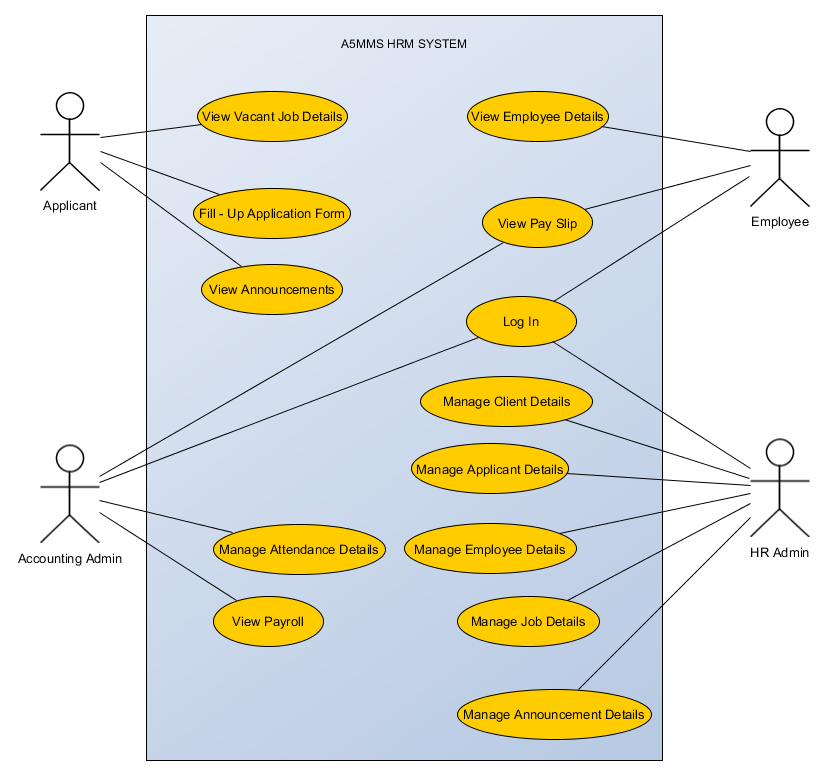 A5MMS HRM SYSTEM
View Vacant Job Details
View Employee Details
Applicant
Fill - Up Application Form
View Pay Slip
Employee
View Announcements
Log In
Manage Client Details
Manage Applicant Details
Accounting Admin
Manage Attendance Details
Manage Employee Details
HR Admin
View Payroll
Manage Job Details
Manage Announcement Details